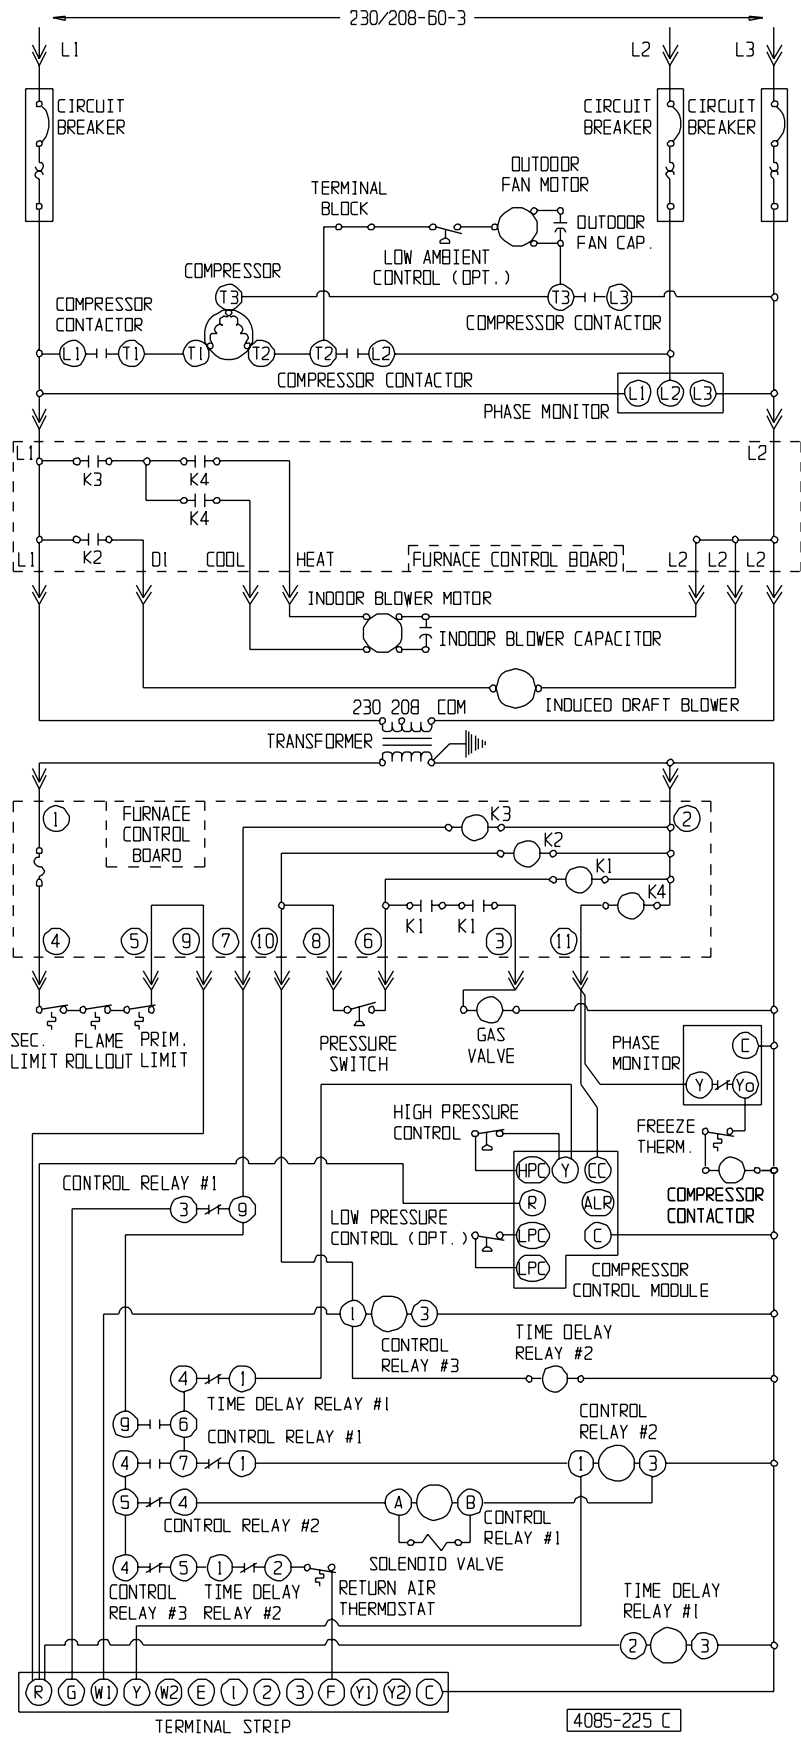 230/208-60-3
L1
L2
L3
CIRCUIT
BREAKER
CIRCUIT
BREAKER
CIRCUIT
BREAKER
OUTDOOR
FAN MOTOR
TERMINAL
BLOCK
OUTDOOR
FAN CAP.
LOW AMBIENT
CONTROL (OPT.)
COMPRESSOR
T3
T3
L3
COMPRESSOR
CONTACTOR
COMPRESSOR CONTACTOR
L1
T1
T1
T2
T2
L2
COMPRESSOR CONTACTOR
L1
L2
L3
PHASE MONITOR
L1
L2
K3
K4
K4
L1
K2
D1
COOL
HEAT
FURNACE CONTROL BOARD
L2
L2
L2
INDOOR BLOWER MOTOR
INDOOR BLOWER CAPACITOR
INDUCED DRAFT BLOWER
230 208 COM
TRANSFORMER
1
FURNACE
CONTROL
BOARD
K3
2
K2
K1
K4
K1
K1
4
5
9
7
10
8
6
3
11
SEC.
LIMIT
FLAME
ROLLOUT
PRIM.
LIMIT
PRESSURE
SWITCH
GAS
VALVE
PHASE
MONITOR
C
Y
Yo
HIGH PRESSURE
CONTROL
FREEZE
THERM.
COMPRESSOR
CONTACTOR
HPC
Y
CC
R
ALR
LPC
C
LPC
CONTROL RELAY #1
3
9
LOW PRESSURE
CONTROL (OPT.)
COMPRESSOR
CONTROL MODULE
1
3
CONTROL
RELAY #3
TIME DELAY
RELAY #2
4
1
TIME DELAY RELAY #1
9
6
CONTROL RELAY #1
CONTROL
RELAY #2
4
7
1
1
3
5
4
A
B
CONTROL RELAY #2
CONTROL
RELAY #1
SOLENOID VALVE
4
5
1
2
CONTROL
RELAY #3
TIME DELAY
RELAY #2
RETURN AIR
THERMOSTAT
TIME DELAY
RELAY #1
2
3
R
G
W1
Y
W2
E
1
2
3
F
Y1
Y2
C
TERMINAL STRIP
4085-225 C